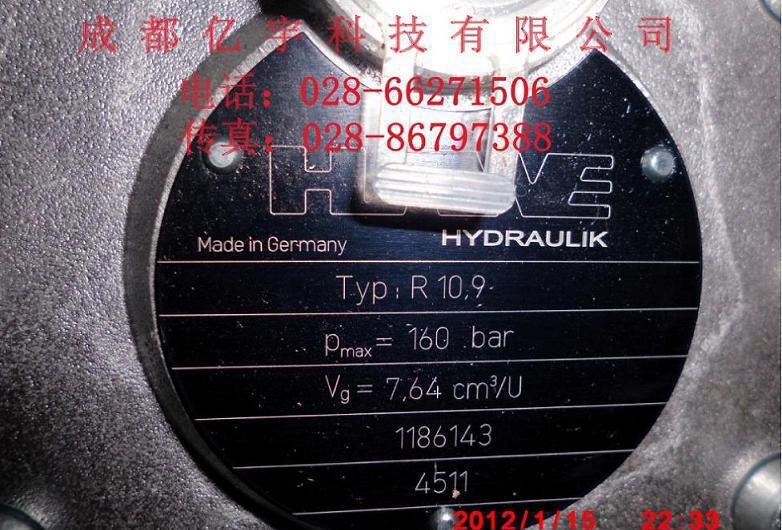 成都亿宇科技有限公司
电话：028-66271506
传真：028-86797388
Made in Germany
HYDRAULIK
Typ: R 10,9
pmax = 160 bar
Vg = 7,64 cm³/U
1186143
4511
2012/1/15 22:33